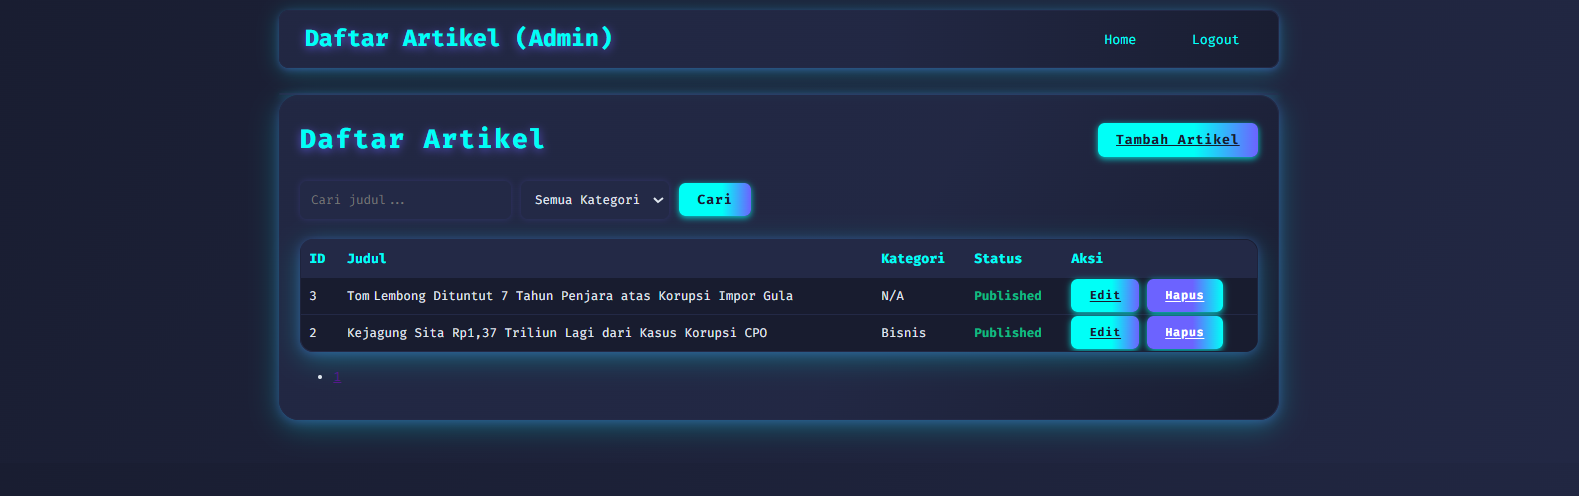 Daftar Artikel (Admin) Home Logout
Daftar Artikel Tambah Artikel
Cari judul... Semua Kategori Cari
ID Judul Kategori Status Aksi
3 Tom Lembong Dituntut 7 Tahun Penjara atas Korupsi Impor Gula N/A Published Edit Hapus
2 Kejagung Sita Rp1,37 Triliun Lagi dari Kasus Korupsi CPO Bisnis Published Edit Hapus
1